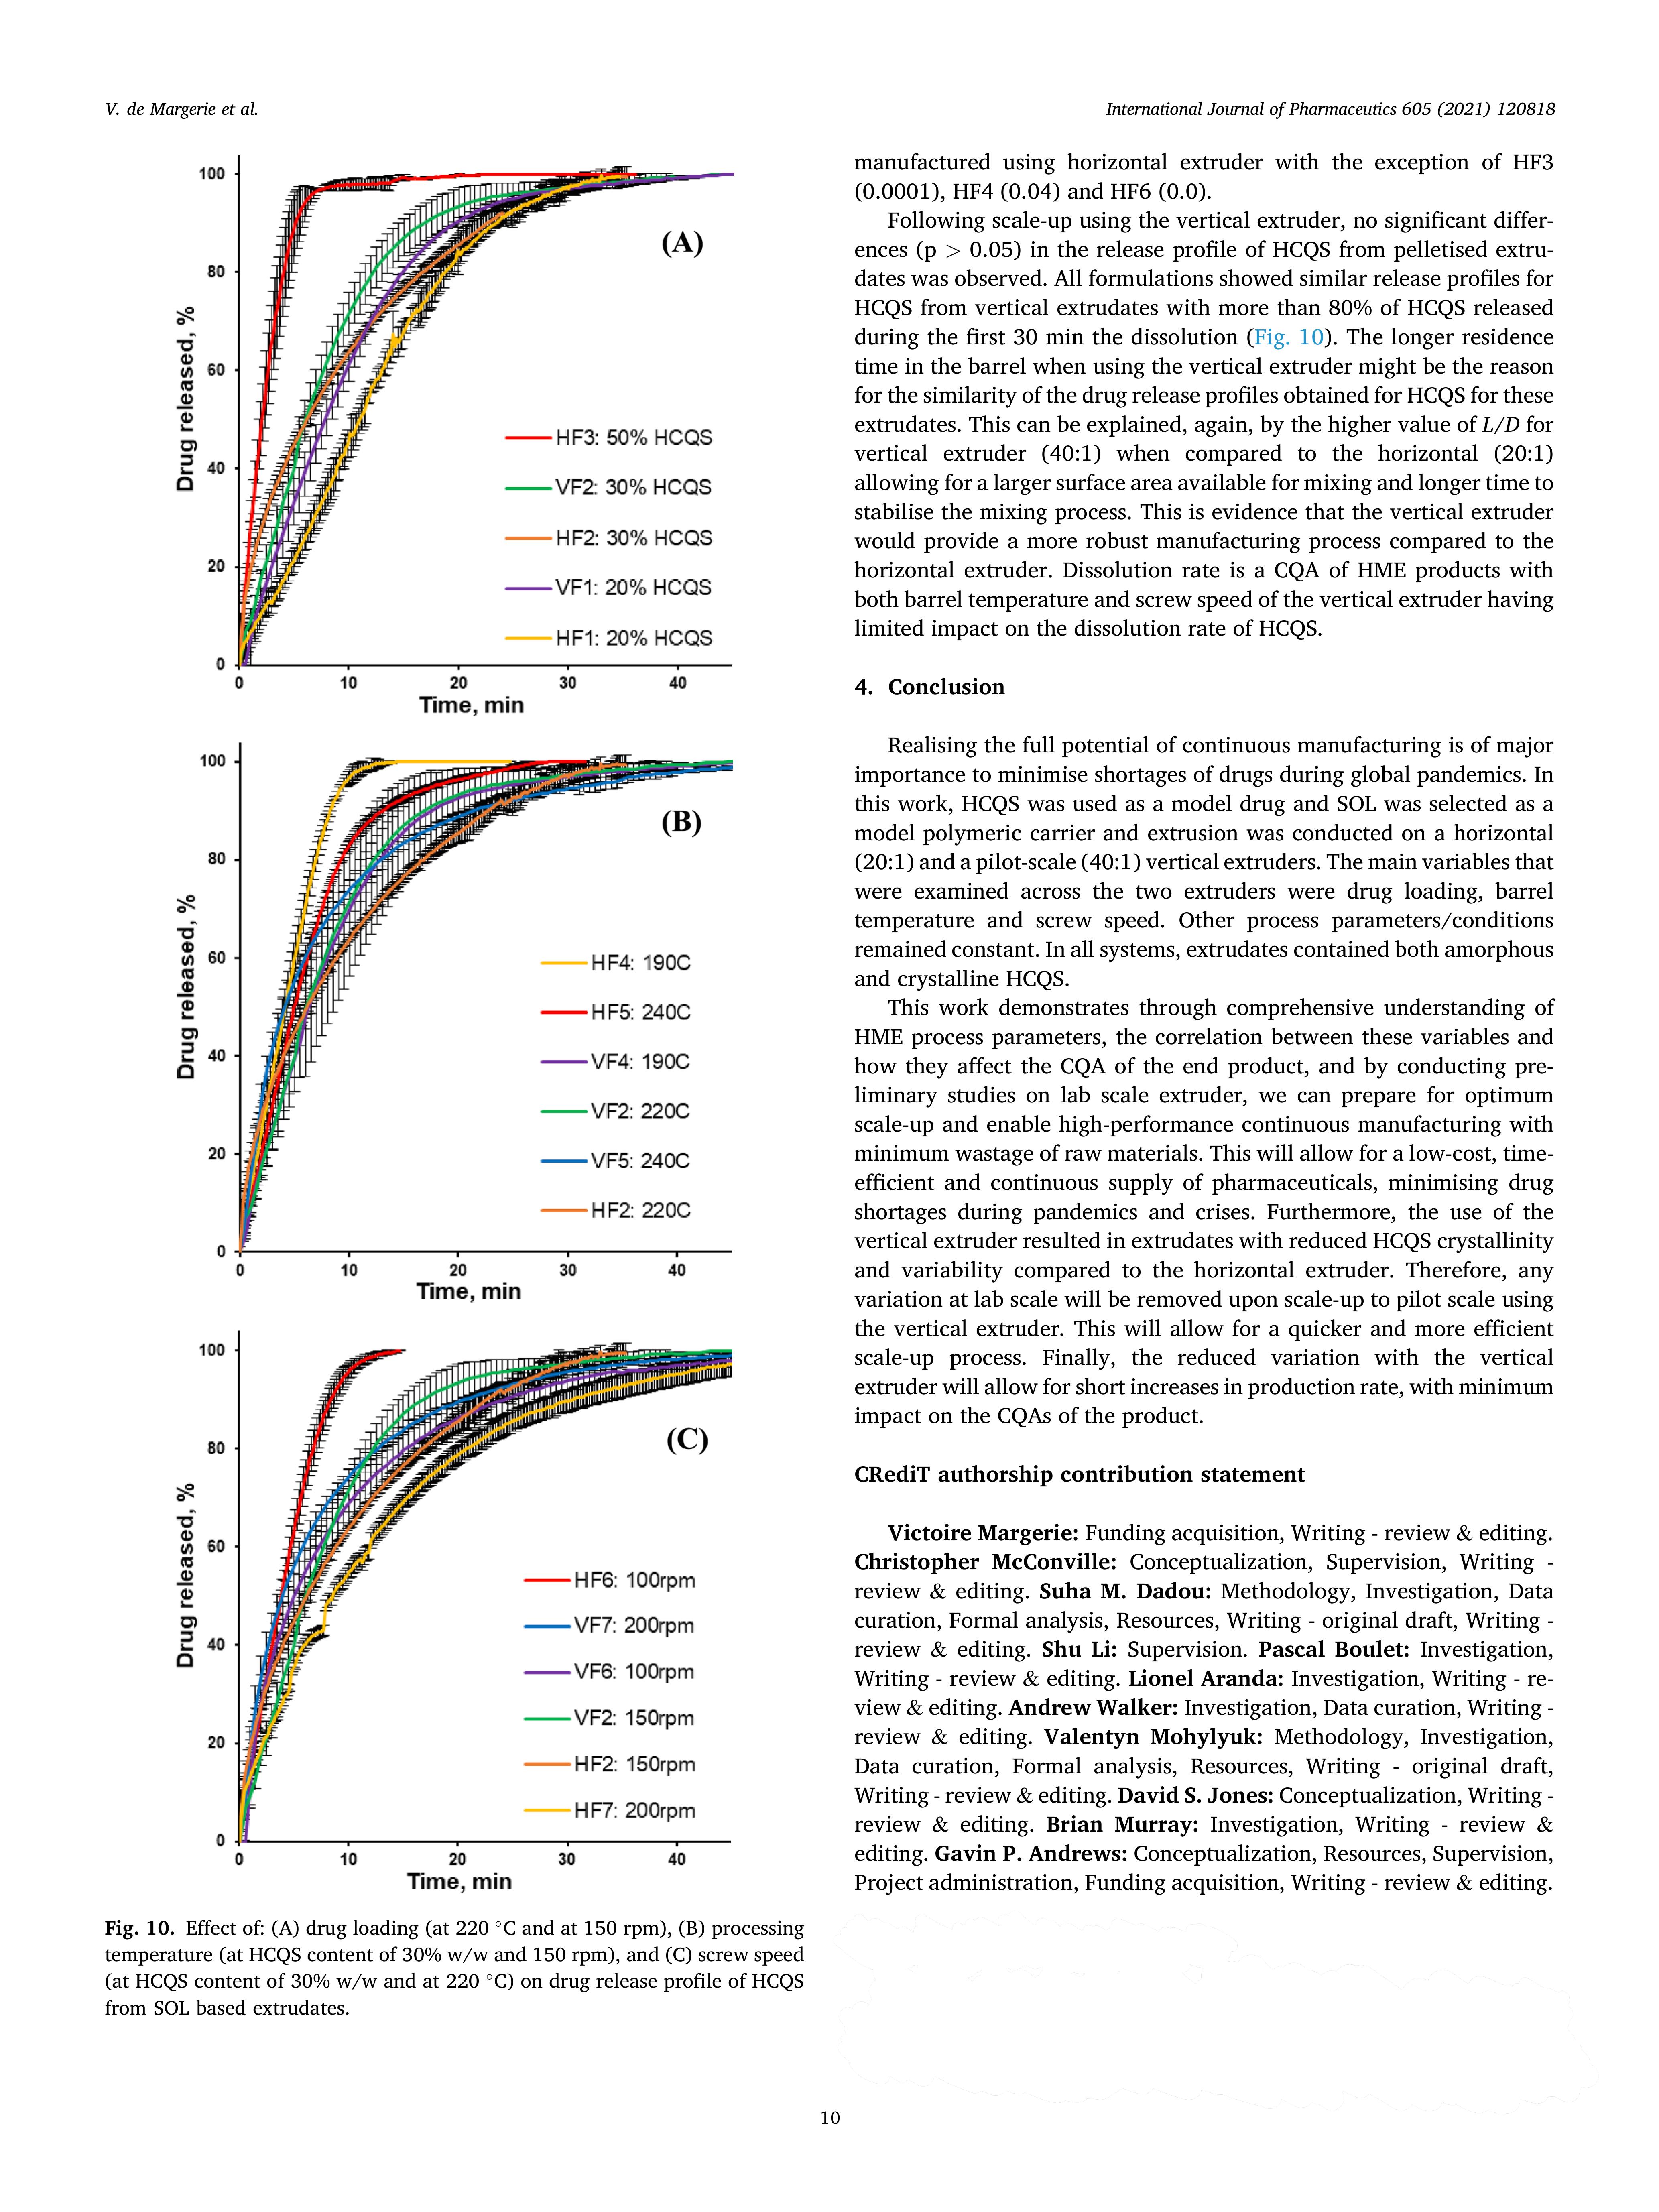 V. de Margerie et al.
International Journal of Pharmaceutics 605 (2021) 120818
100
80
60
40
20
0
Drug released, %
(A)
HF3: 50% HCQS
VF2: 30% HCQS
HF2: 30% HCQS
VF1: 20% HCQS
HF1: 20% HCQS
0 10 20 30 40
Time, min
100
80
60
40
20
0
Drug released, %
(B)
HF4: 190C
HF5: 240C
VF4: 190C
VF2: 220C
VF5: 240C
HF2: 220C
0 10 20 30 40
Time, min
100
80
60
40
20
0
Drug released, %
(C)
HF6: 100rpm
VF7: 200rpm
VF6: 100rpm
VF2: 150rpm
HF2: 150rpm
HF7: 200rpm
0 10 20 30 40
Time, min
Fig. 10. Effect of: (A) drug loading (at 220 °C and at 150 rpm), (B) processing
temperature (at HCQS content of 30% w/w and 150 rpm), and (C) screw speed
(at HCQS content of 30% w/w and at 220 °C) on drug release profile of HCQS
from SOL based extrudates.
manufactured using horizontal extruder with the exception of HF3
(0.0001), HF4 (0.04) and HF6 (0.0).
Following scale-up using the vertical extruder, no significant differ-
ences (p > 0.05) in the release profile of HCQS from pelletised extru-
dates was observed. All formulations showed similar release profiles for
HCQS from vertical extrudates with more than 80% of HCQS released
during the first 30 min the dissolution (Fig. 10). The longer residence
time in the barrel when using the vertical extruder might be the reason
for the similarity of the drug release profiles obtained for HCQS for these
extrudates. This can be explained, again, by the higher value of L/D for
vertical extruder (40:1) when compared to the horizontal (20:1)
allowing for a larger surface area available for mixing and longer time to
stabilise the mixing process. This is evidence that the vertical extruder
would provide a more robust manufacturing process compared to the
horizontal extruder. Dissolution rate is a CQA of HME products with
both barrel temperature and screw speed of the vertical extruder having
limited impact on the dissolution rate of HCQS.
4. Conclusion
Realising the full potential of continuous manufacturing is of major
importance to minimise shortages of drugs during global pandemics. In
this work, HCQS was used as a model drug and SOL was selected as a
model polymeric carrier and extrusion was conducted on a horizontal
(20:1) and a pilot-scale (40:1) vertical extruders. The main variables that
were examined across the two extruders were drug loading, barrel
temperature and screw speed. Other process parameters/conditions
remained constant. In all systems, extrudates contained both amorphous
and crystalline HCQS.
This work demonstrates through comprehensive understanding of
HME process parameters, the correlation between these variables and
how they affect the CQA of the end product, and by conducting pre-
liminary studies on lab scale extruder, we can prepare for optimum
scale-up and enable high-performance continuous manufacturing with
minimum wastage of raw materials. This will allow for a low-cost, time-
efficient and continuous supply of pharmaceuticals, minimising drug
shortages during pandemics and crises. Furthermore, the use of the
vertical extruder resulted in extrudates with reduced HCQS crystallinity
and variability compared to the horizontal extruder. Therefore, any
variation at lab scale will be removed upon scale-up to pilot scale using
the vertical extruder. This will allow for a quicker and more efficient
scale-up process. Finally, the reduced variation with the vertical
extruder will allow for short increases in production rate, with minimum
impact on the CQAs of the product.
CRediT authorship contribution statement
Victoire Margerie: Funding acquisition, Writing - review & editing.
Christopher McConville: Conceptualization, Supervision, Writing -
review & editing. Suha M. Dadou: Methodology, Investigation, Data
curation, Formal analysis, Resources, Writing - original draft, Writing -
review & editing. Shu Li: Supervision. Pascal Boulet: Investigation,
Writing - review & editing. Lionel Aranda: Investigation, Writing - re-
view & editing. Andrew Walker: Investigation, Data curation, Writing -
review & editing. Valentyn Mohylyuk: Methodology, Investigation,
Data curation, Formal analysis, Resources, Writing - original draft,
Writing - review & editing. David S. Jones: Conceptualization, Writing -
review & editing. Brian Murray: Investigation, Writing - review &
editing. Gavin P. Andrews: Conceptualization, Resources, Supervision,
Project administration, Funding acquisition, Writing - review & editing.
10